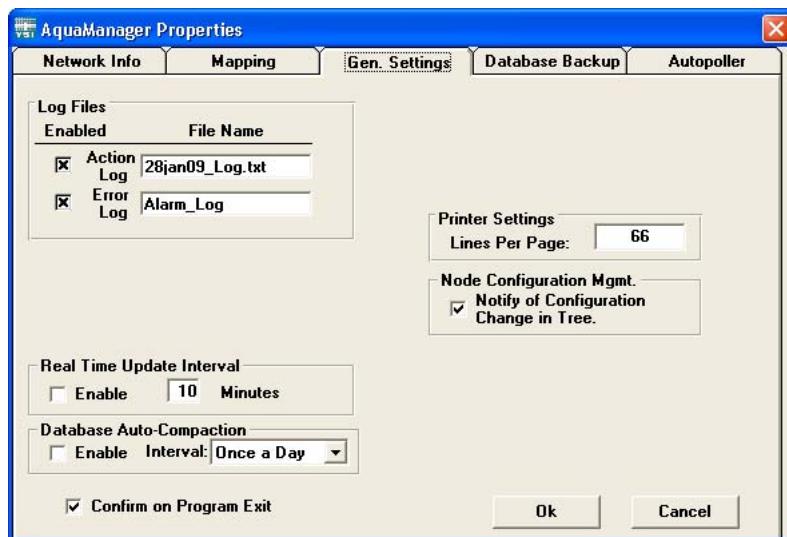 VSI AquaManager Properties
Network Info Mapping Gen. Settings Database Backup Autopoller
Log Files
Enabled File Name
Action Log 28jan09_Log.txt
Error Log Alarm_Log
Printer Settings
Lines Per Page: 66
Node Configuration Mgmt.
Notify of Configuration
Change in Tree.
Real Time Update Interval
Enable 10 Minutes
Database Auto-Compaction
Enable Interval: Once a Day
Confirm on Program Exit
Ok Cancel